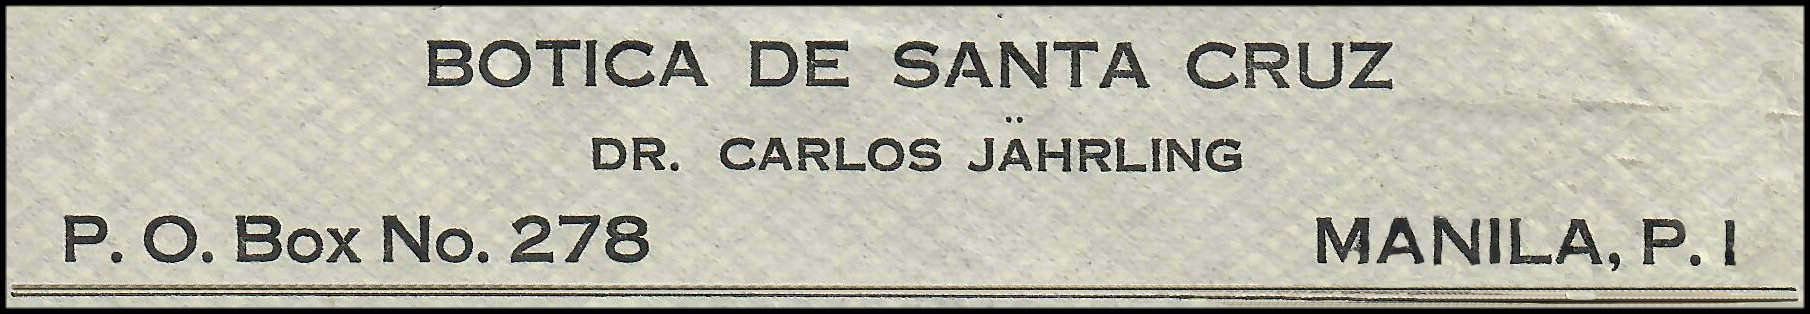 BOTICA DE SANTA CRUZ
DR. CARLOS JÄHRLING
P. O. Box No. 278 MANILA, P. I